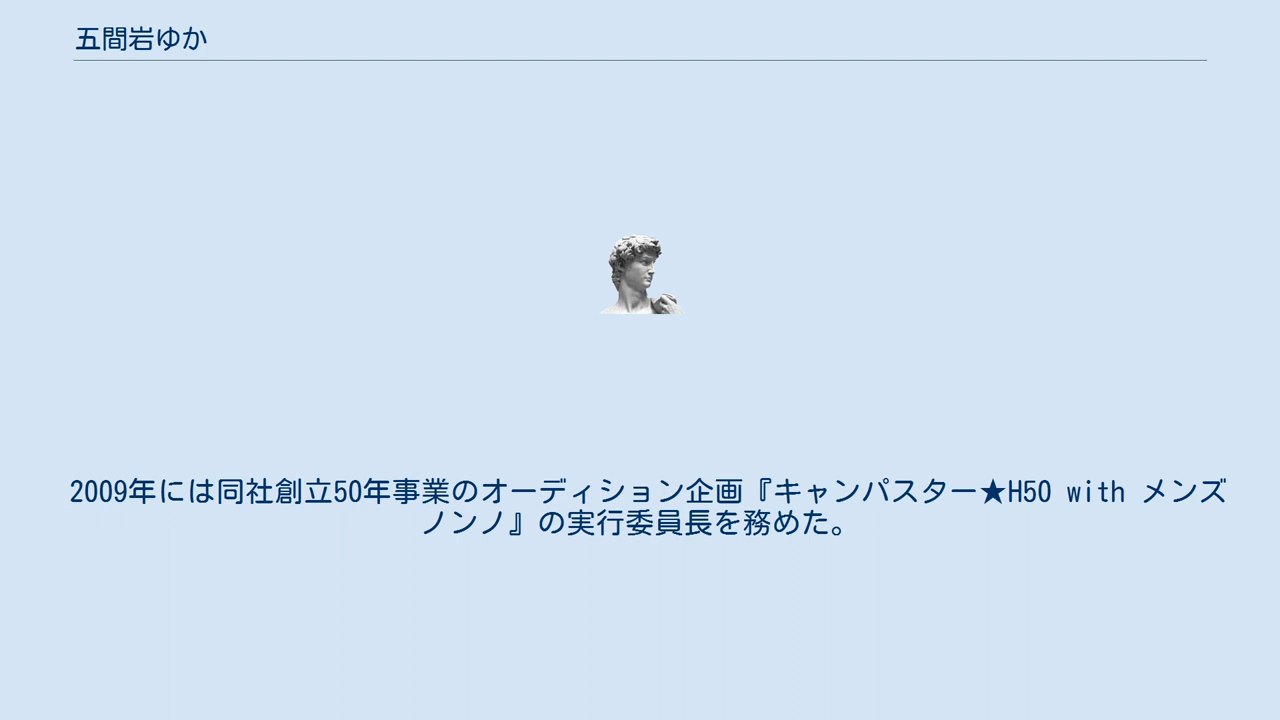 五間岩ゆか
2009年には同社創立50年事業のオーディション企画『キャンパスター★H50 with メンズ
ノンノ』の実行委員長を務めた。